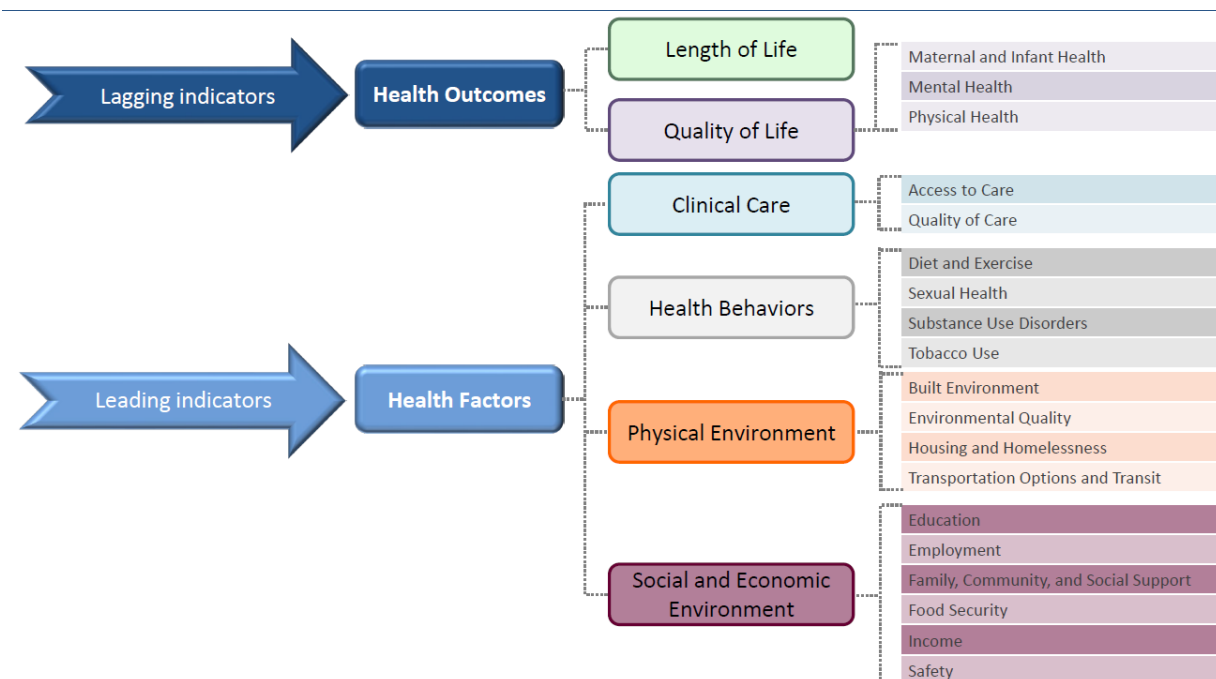 Lagging indicators
Health Outcomes
Length of Life
Quality of Life
Maternal and Infant Health
Mental Health
Physical Health
Leading indicators
Health Factors
Clinical Care
Access to Care
Quality of Care
Health Behaviors
Diet and Exercise
Sexual Health
Substance Use Disorders
Tobacco Use
Physical Environment
Built Environment
Environmental Quality
Housing and Homelessness
Transportation Options and Transit
Social and Economic
Environment
Education
Employment
Family, Community, and Social Support
Food Security
Income
Safety